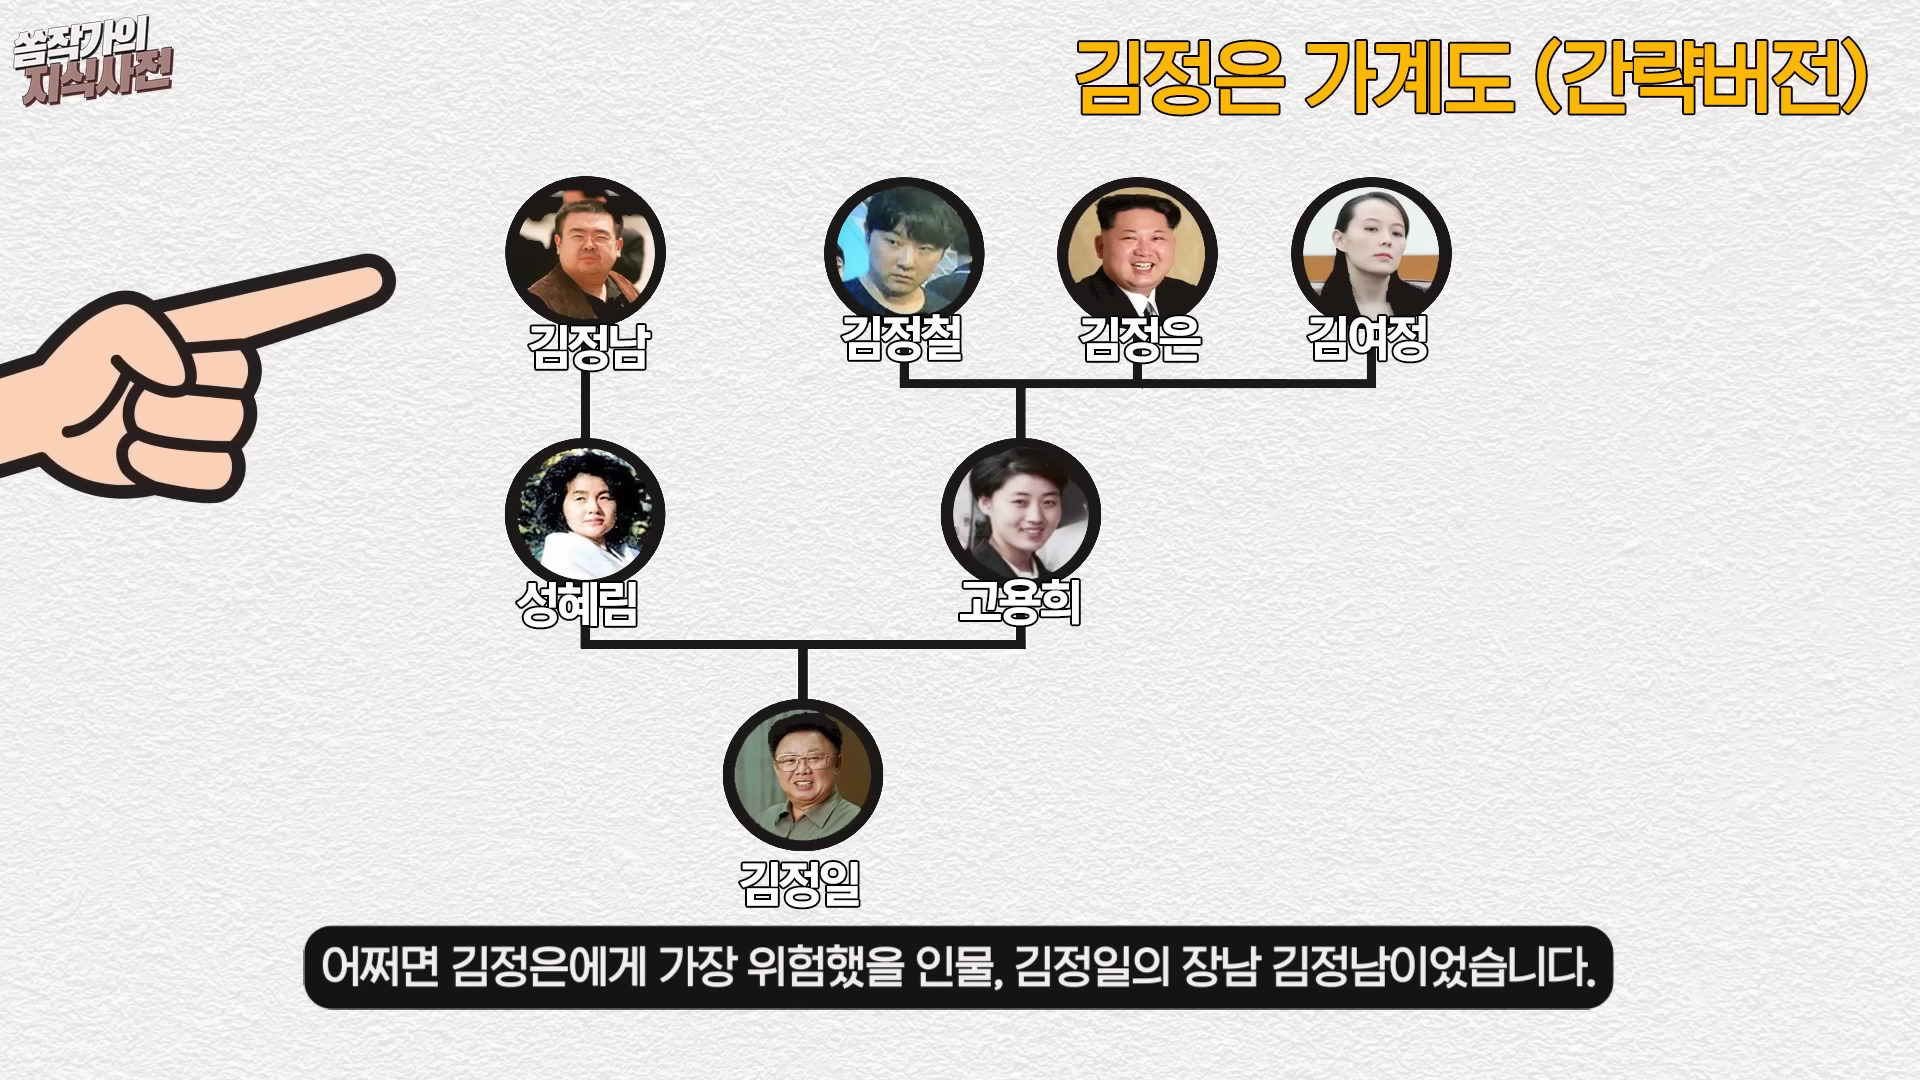 쏨작가의
지식사전
김정은 가계도 (간략버전)
김정남
김정철
김정은
김여정
성혜림
고용희
김정일
어쩌면 김정은에게 가장 위험했을 인물, 김정일의 장남 김정남이었습니다.